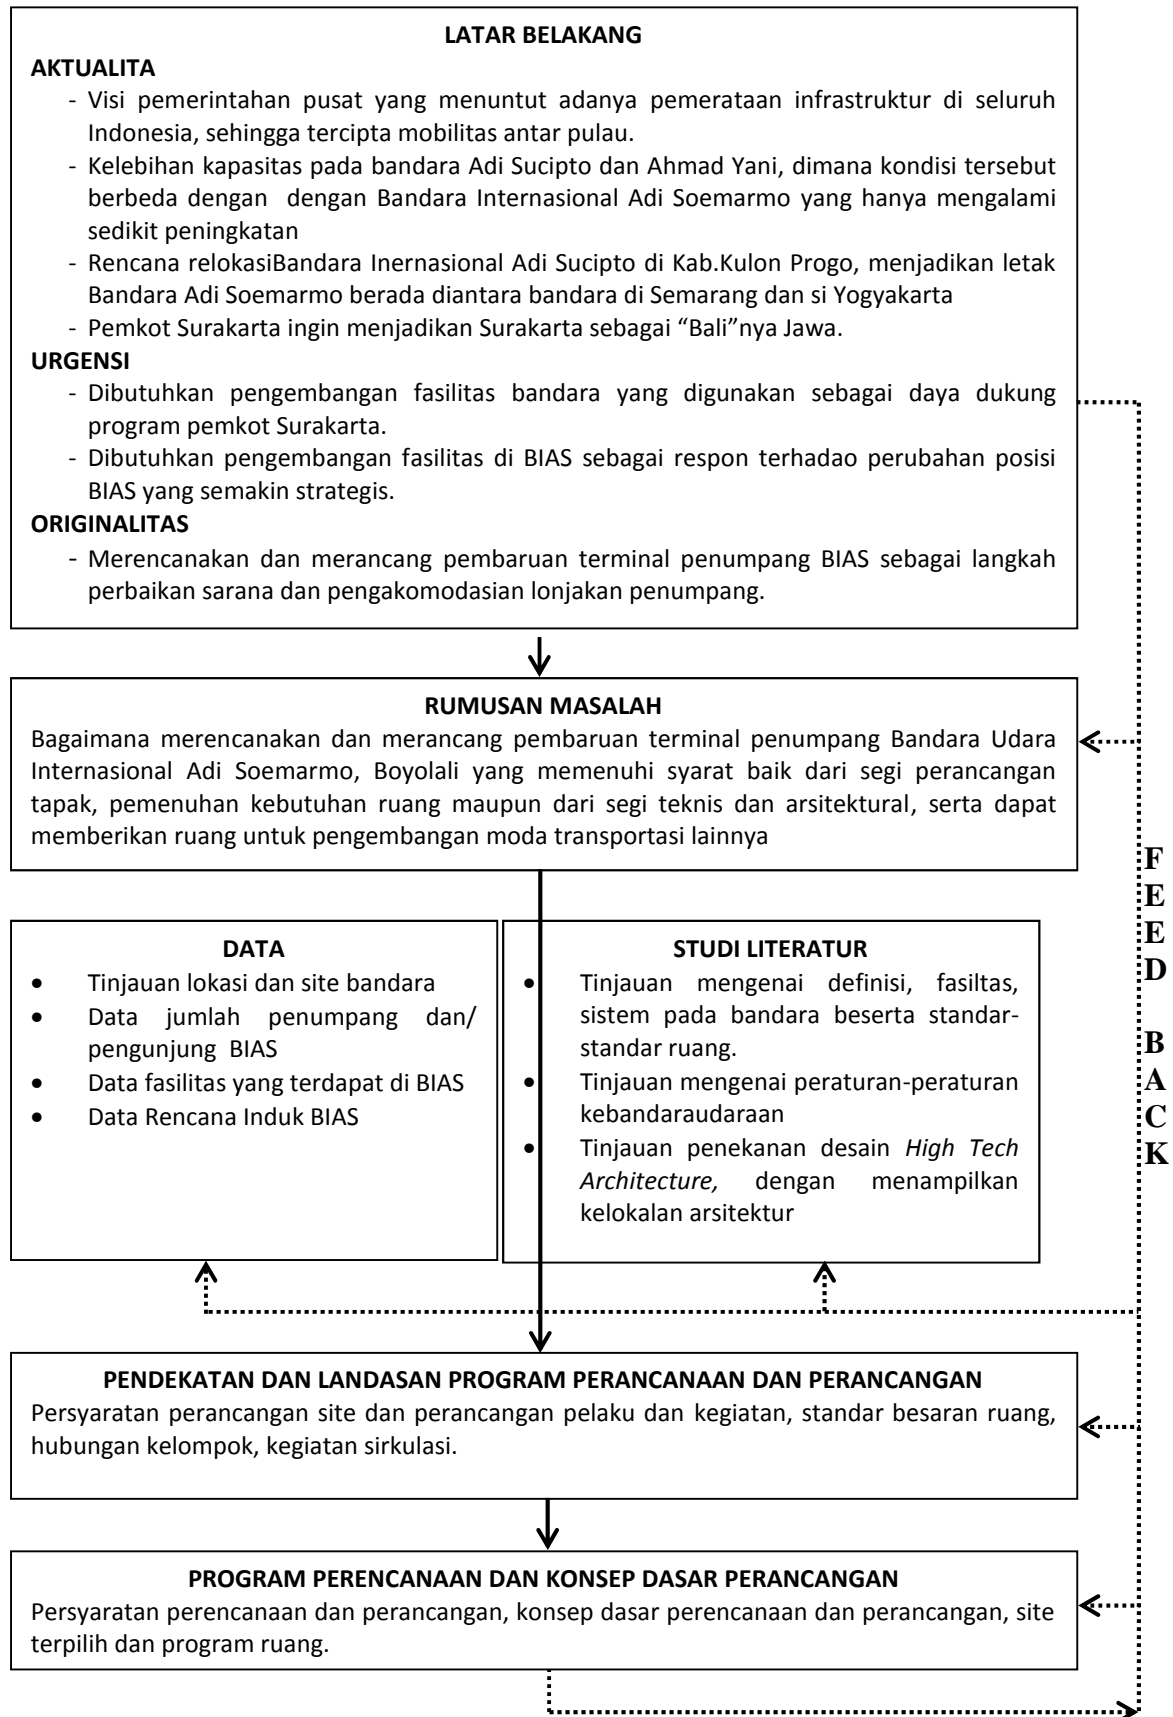 LATAR BELAKANG
AKTUALITA
- Visi pemerintahan pusat yang menuntut adanya pemerataan infrastruktur di seluruh
Indonesia, sehingga tercipta mobilitas antar pulau.
- Kelebihan kapasitas pada bandara Adi Sucipto dan Ahmad Yani, dimana kondisi tersebut
berbeda dengan dengan Bandara Internasional Adi Soemarmo yang hanya mengalami
sedikit peningkatan
- Rencana relokasiBandara Inernasional Adi Sucipto di Kab.Kulon Progo, menjadikan letak
Bandara Adi Soemarmo berada diantara bandara di Semarang dan si Yogyakarta
- Pemkot Surakarta ingin menjadikan Surakarta sebagai “Bali”nya Jawa.
URGENSI
- Dibutuhkan pengembangan fasilitas bandara yang digunakan sebagai daya dukung
program pemkot Surakarta.
- Dibutuhkan pengembangan fasilitas di BIAS sebagai respon terhadao perubahan posisi
BIAS yang semakin strategis.
ORIGINALITAS
- Merencanakan dan merancang pembaruan terminal penumpang BIAS sebagai langkah
perbaikan sarana dan pengakomodasian lonjakan penumpang.
RUMUSAN MASALAH
Bagaimana merencanakan dan merancang pembaruan terminal penumpang Bandara Udara
Internasional Adi Soemarmo, Boyolali yang memenuhi syarat baik dari segi perancangan
tapak, pemenuhan kebutuhan ruang maupun dari segi teknis dan arsitektural, serta dapat
memberikan ruang untuk pengembangan moda transportasi lainnya
DATA
• Tinjauan lokasi dan site bandara
• Data jumlah penumpang dan/
pengunjung BIAS
• Data fasilitas yang terdapat di BIAS
• Data Rencana Induk BIAS
STUDI LITERATUR
• Tinjauan mengenai definisi, fasiltas,
sistem pada bandara beserta standar-
standar ruang.
• Tinjauan mengenai peraturan-peraturan
kebandaraudaraan
• Tinjauan penekanan desain High Tech
Architecture, dengan menampilkan
kelokalan arsitektur
PENDEKATAN DAN LANDASAN PROGRAM PERANCANAAN DAN PERANCANGAN
Persyaratan perancangan site dan perancangan pelaku dan kegiatan, standar besaran ruang,
hubungan kelompok, kegiatan sirkulasi.
PROGRAM PERENCANAAN DAN KONSEP DASAR PERANCANGAN
Persyaratan perencanaan dan perancangan, konsep dasar perencanaan dan perancangan, site
terpilih dan program ruang.
F
E
E
D
B
A
C
K